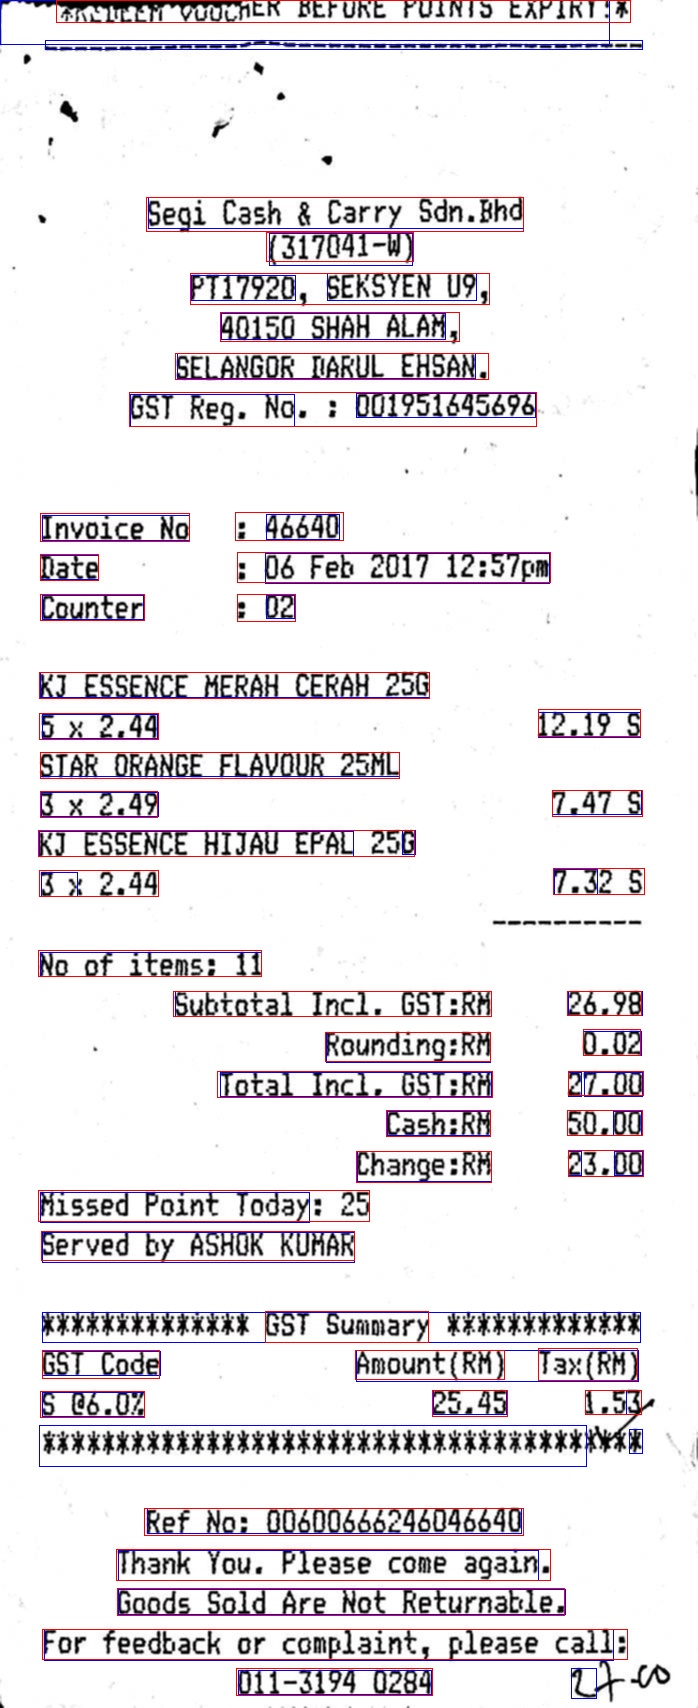 *REDEEM VOUCHER BEFORE POINTS EXPIRY!*
Segi Cash & Carry Sdn.Bhd
(317041-W)
PT17920, SEKSYEN U9,
40150 SHAH ALAM,
SELANGOR DARUL EHSAN.
GST Reg. No. : 001951645696
Invoice No : 46640
Date : 06 Feb 2017 12:57pm
Counter : 02
KJ ESSENCE MERAH CERAH 25G
5 x 2.44 12.19 S
STAR ORANGE FLAVOUR 25ML
3 x 2.49 7.47 S
KJ ESSENCE HIJAU EPAL 25G
3 x 2.44 7.32 S
----------
No of items: 11
Subtotal Incl. GST:RM 26.98
Rounding:RM 0.02
Total Incl. GST:RM 27.00
Cash:RM 50.00
Change:RM 23.00
Missed Point Today: 25
Served by ASHOK KUMAR
************** GST Summary *************
GST Code Amount(RM) Tax(RM)
S @6.0% 25.45 1.53
****************************************
Ref No: 00600666246046640
Thank You. Please come again.
Goods Sold Are Not Returnable.
For feedback or complaint, please call:
011-3194 0284
27.00